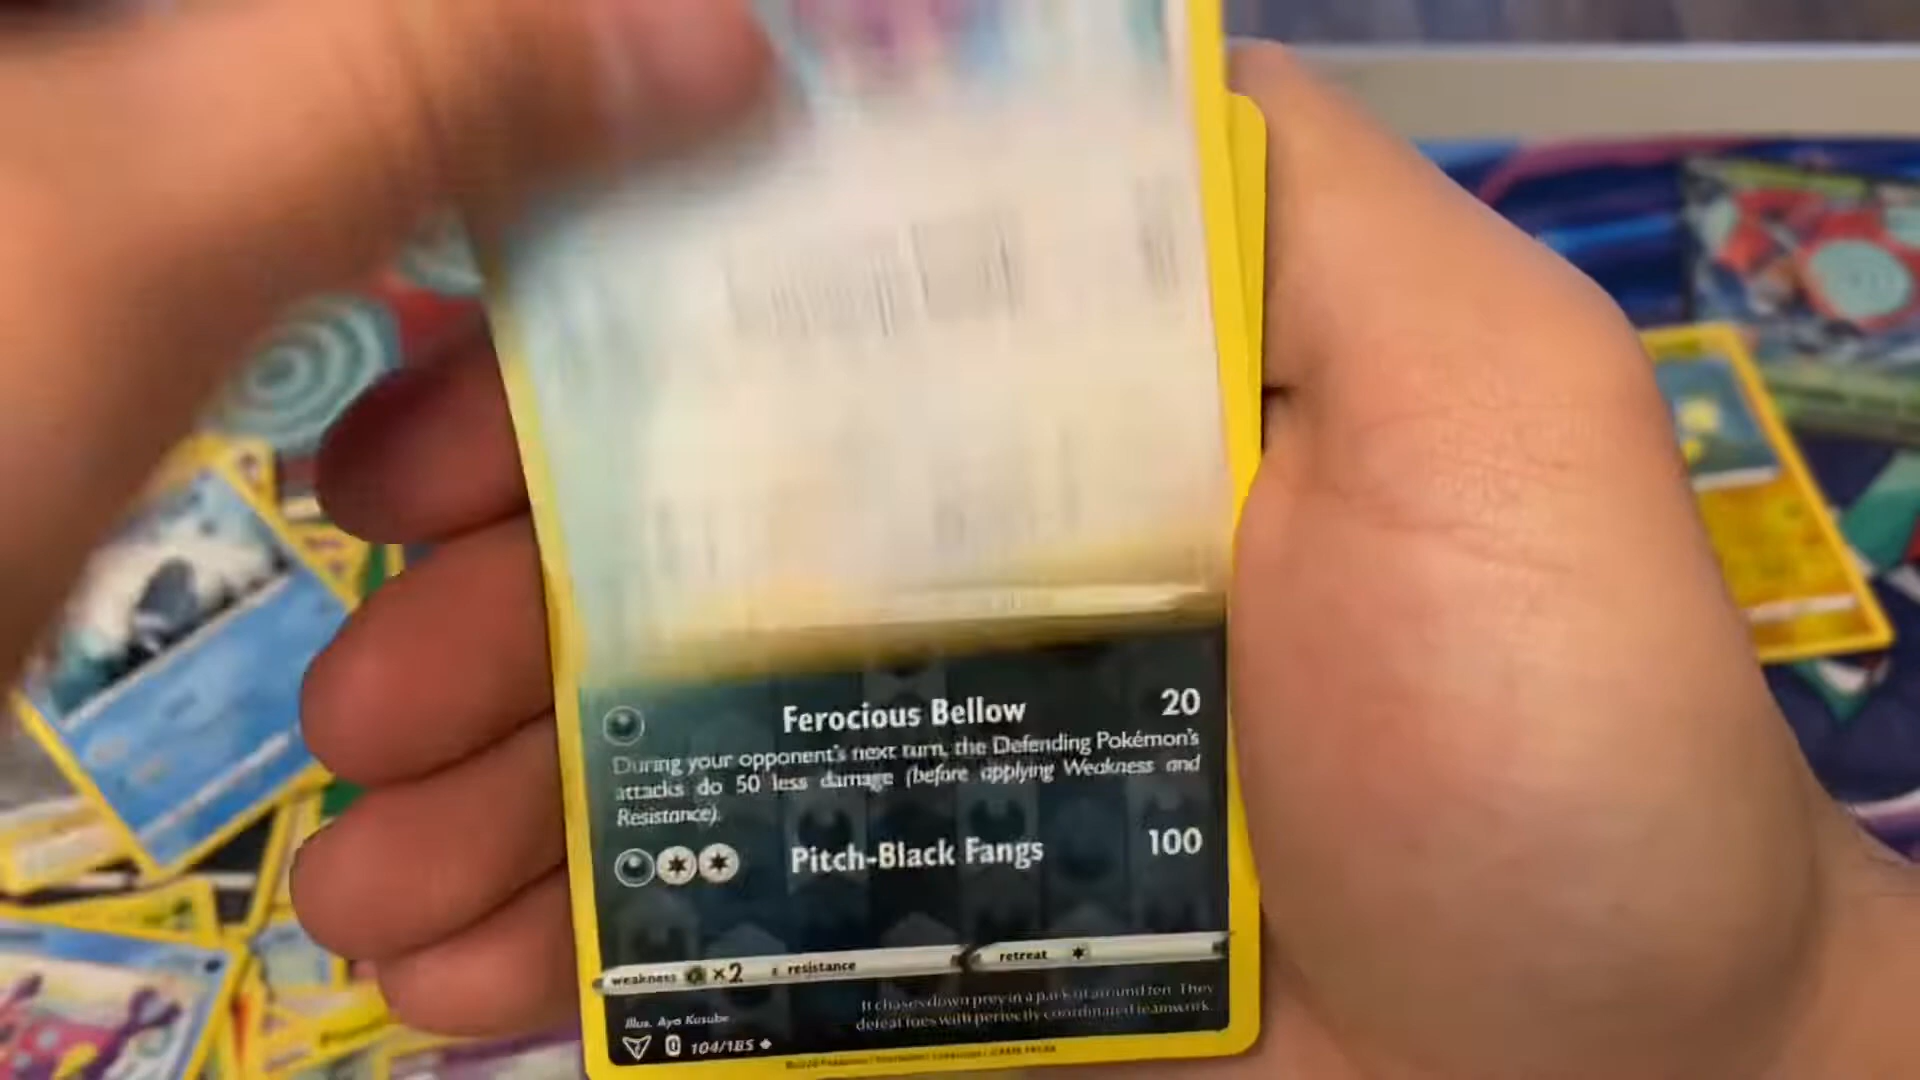 Ferocious Bellow 20
During your opponent's next turn, the Defending Pokémon's
attacks do 50 less damage (before applying Weakness and
Resistance).
Pitch-Black Fangs 100
weakness ×2 resistance retreat
It chases down prey in a pack of around ten. They
defeat foes with perfectly coordinated teamwork.
Illus. Aya Kusube
104/185